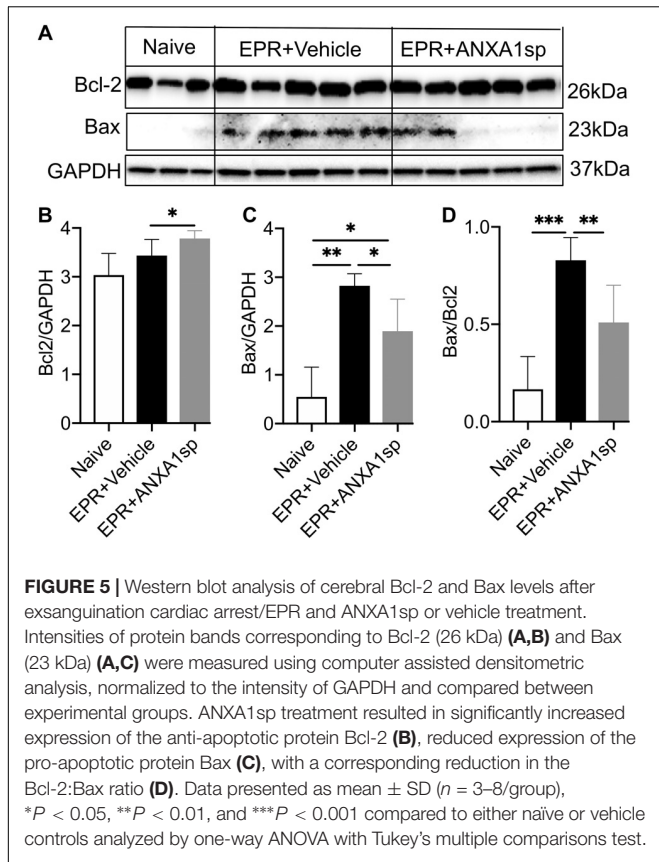 A
Naive EPR+Vehicle EPR+ANXA1sp
Bcl-2 26kDa
Bax 23kDa
GAPDH 37kDa
B
Bcl2/GAPDH
4
3
2
1
0
*
Naive
EPR+Vehicle
EPR+ANXA1sp
C
Bax/GAPDH
4
3
2
1
0
*
** *
Naive
EPR+Vehicle
EPR+ANXA1sp
D
Bax/Bcl2
1.0
0.5
0.0
*** **
Naive
EPR+Vehicle
EPR+ANXA1sp
FIGURE 5 | Western blot analysis of cerebral Bcl-2 and Bax levels after
exsanguination cardiac arrest/EPR and ANXA1sp or vehicle treatment.
Intensities of protein bands corresponding to Bcl-2 (26 kDa) (A,B) and Bax
(23 kDa) (A,C) were measured using computer assisted densitometric
analysis, normalized to the intensity of GAPDH and compared between
experimental groups. ANXA1sp treatment resulted in significantly increased
expression of the anti-apoptotic protein Bcl-2 (B), reduced expression of the
pro-apoptotic protein Bax (C), with a corresponding reduction in the
Bcl-2:Bax ratio (D). Data presented as mean ± SD (n = 3–8/group),
*P < 0.05, **P < 0.01, and ***P < 0.001 compared to either naïve or vehicle
controls analyzed by one-way ANOVA with Tukey's multiple comparisons test.